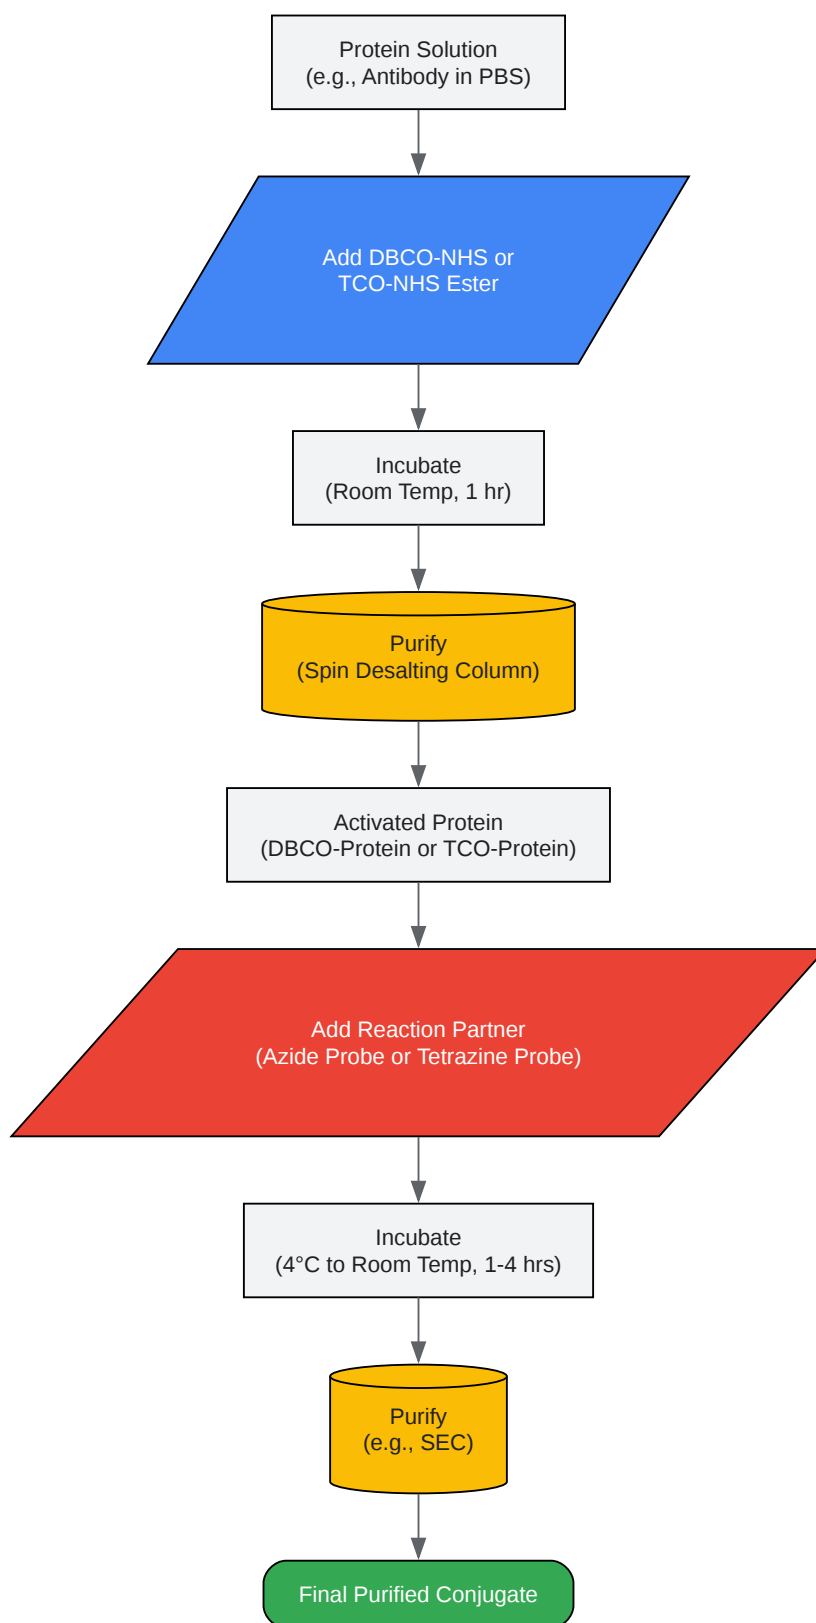 Protein Solution
(e.g., Antibody in PBS)
Add DBCO-NHS or
TCO-NHS Ester
Incubate
(Room Temp, 1 hr)
Purify
(Spin Desalting Column)
Activated Protein
(DBCO-Protein or TCO-Protein)
Add Reaction Partner
(Azide Probe or Tetrazine Probe)
Incubate
(4°C to Room Temp, 1-4 hrs)
Purify
(e.g., SEC)
Final Purified Conjugate